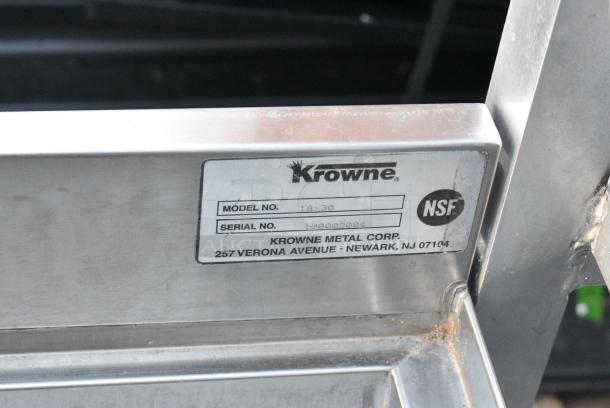 Krowne®
MODEL NO. 18-30
SERIAL NO.
NSF
KROWNE METAL CORP.
257 VERONA AVENUE · NEWARK, NJ 07104